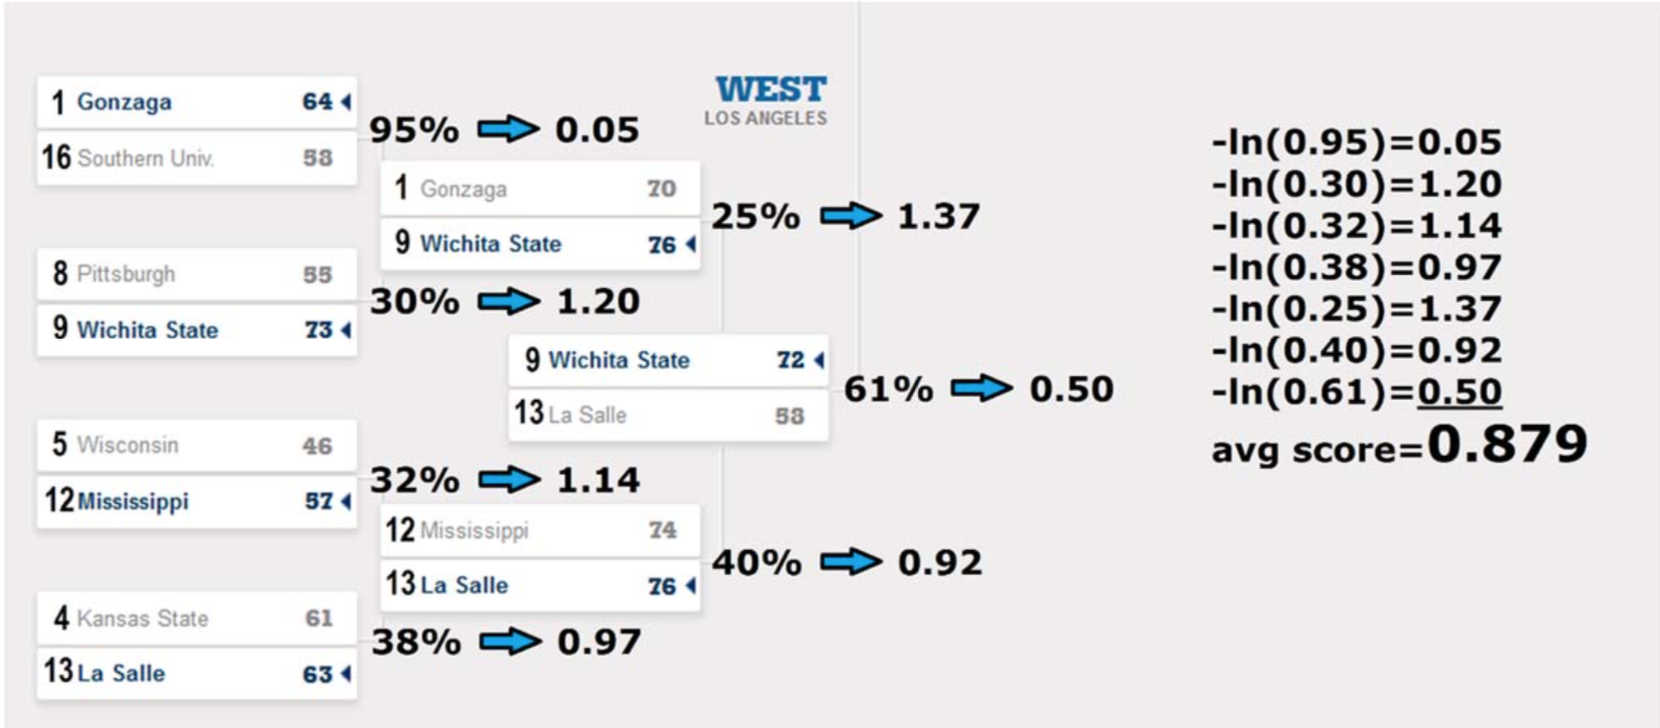 1 Gonzaga 64
16 Southern Univ. 58
95% 0.05
8 Pittsburgh 55
9 Wichita State 73
30% 1.20
5 Wisconsin 46
12 Mississippi 57
32% 1.14
4 Kansas State 61
13 La Salle 63
38% 0.97
1 Gonzaga 70
9 Wichita State 76
25% 1.37
12 Mississippi 74
13 La Salle 76
40% 0.92
9 Wichita State 72
13 La Salle 58
61% 0.50
WEST
LOS ANGELES
-ln(0.95)=0.05
-ln(0.30)=1.20
-ln(0.32)=1.14
-ln(0.38)=0.97
-ln(0.25)=1.37
-ln(0.40)=0.92
-ln(0.61)=0.50
avg score=0.879